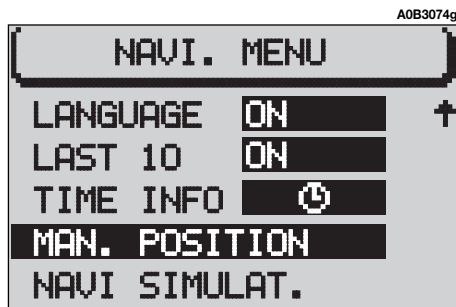 A0B3074g
NAVI. MENU
LANGUAGE ON
LAST 10 ON
TIME INFO
MAN. POSITION
NAVI SIMULAT.